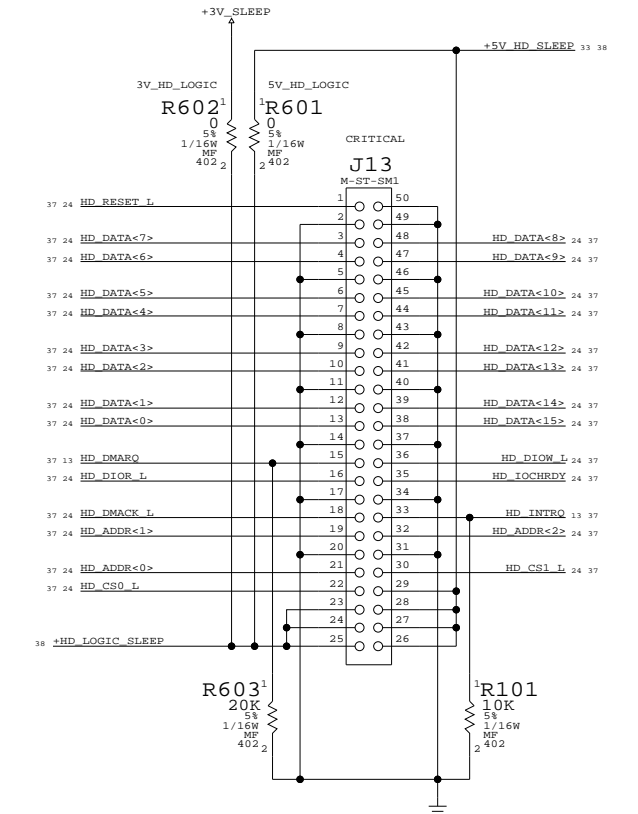 +3V_SLEEP
+5V_HD_SLEEP 33 38
3V_HD_LOGIC 5V_HD_LOGIC
R602 1 0 5% 1/16W MF 402 2
1 R601 0 5% 1/16W MF 2 402
CRITICAL
J13
M-ST-SM1
37 24 HD_RESET_L 1 50
2 49
37 24 HD_DATA<7> 3 48 HD_DATA<8> 24 37
37 24 HD_DATA<6> 4 47 HD_DATA<9> 24 37
5 46
37 24 HD_DATA<5> 6 45 HD_DATA<10> 24 37
37 24 HD_DATA<4> 7 44 HD_DATA<11> 24 37
8 43
37 24 HD_DATA<3> 9 42 HD_DATA<12> 24 37
37 24 HD_DATA<2> 10 41 HD_DATA<13> 24 37
11 40
37 24 HD_DATA<1> 12 39 HD_DATA<14> 24 37
37 24 HD_DATA<0> 13 38 HD_DATA<15> 24 37
14 37
37 13 HD_DMARQ 15 36 HD_DIOW_L 24 37
37 24 HD_DIOR_L 16 35 HD_IOCHRDY 24 37
17 34
37 24 HD_DMACK_L 18 33 HD_INTRQ 13 37
37 24 HD_ADDR<1> 19 32 HD_ADDR<2> 24 37
20 31
37 24 HD_ADDR<0> 21 30 HD_CS1_L 24 37
37 24 HD_CS0_L 22 29
23 28
24 27
38 +HD_LOGIC_SLEEP 25 26
R603 1 20K 5% 1/16W MF 402 2
1 R101 10K 5% 1/16W MF 2 402